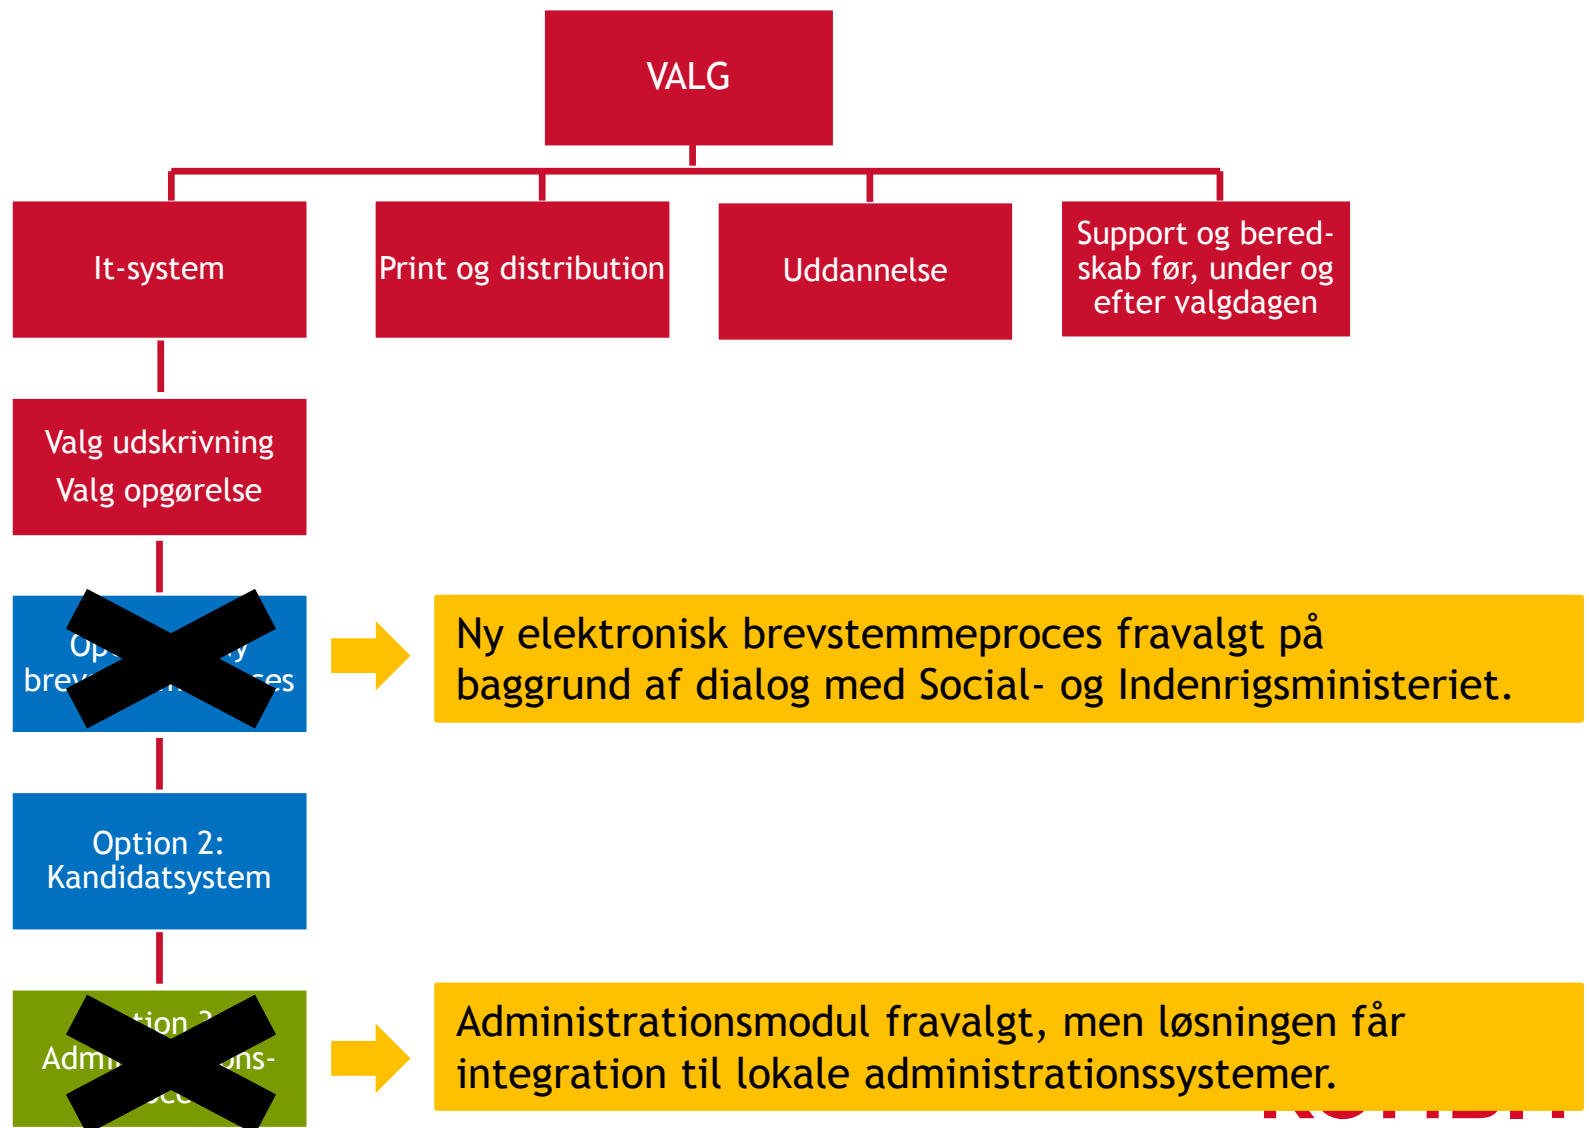 VALG
It-system
Print og distribution
Uddannelse
Support og bered-
skab før, under og
efter valgdagen
Valg udskrivning
Valg opgørelse
Ny elektronisk brevstemmeproces fravalgt på
baggrund af dialog med Social- og Indenrigsministeriet.
Option 2:
Kandidatsystem
Administrationsmodul fravalgt, men løsningen får
integration til lokale administrationssystemer.